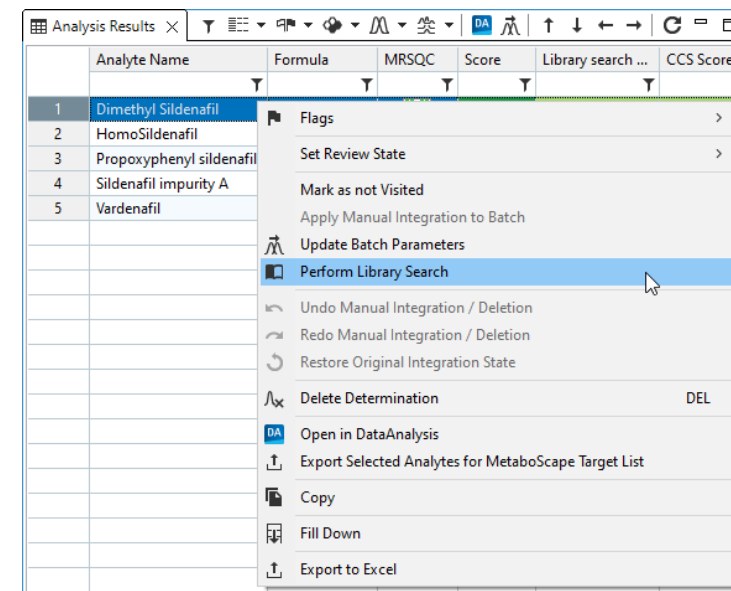 Analysis Results
DA
Analyte Name Formula MRSQC Score Library search ... CCS Score
1 Dimethyl Sildenafil
2 HomoSildenafil
3 Propoxyphenyl sildenafil
4 Sildenafil impurity A
5 Vardenafil
Flags
Set Review State
Mark as not Visited
Apply Manual Integration to Batch
Update Batch Parameters
Perform Library Search
Undo Manual Integration / Deletion
Redo Manual Integration / Deletion
Restore Original Integration State
Delete Determination DEL
DA Open in DataAnalysis
Export Selected Analytes for MetaboScape Target List
Copy
Fill Down
Export to Excel